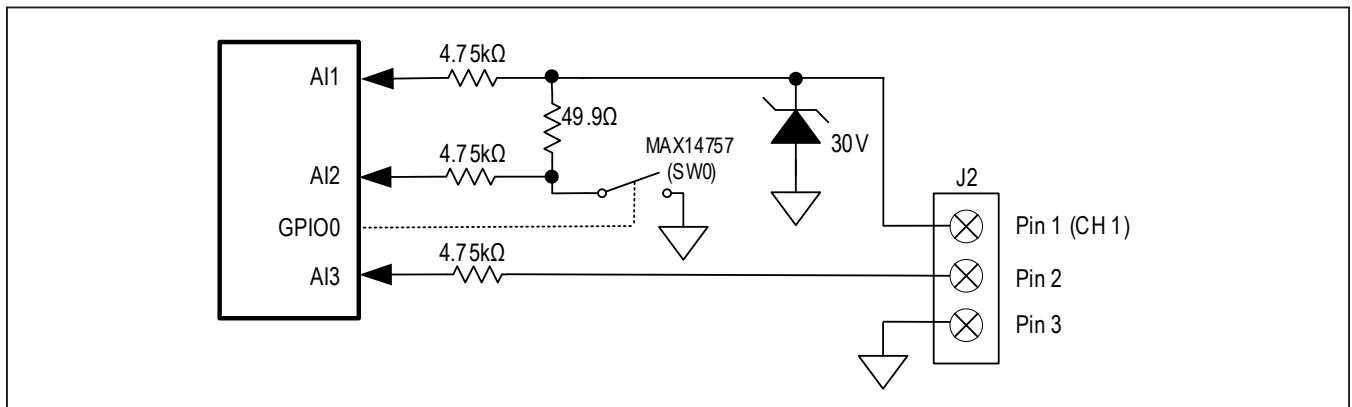 4.75kΩ
AI1
49.9Ω
MAX14757
(SW0)
30V
4.75kΩ
AI2
J2
GPIO0
Pin 1 (CH 1)
4.75kΩ
AI3
Pin 2
Pin 3